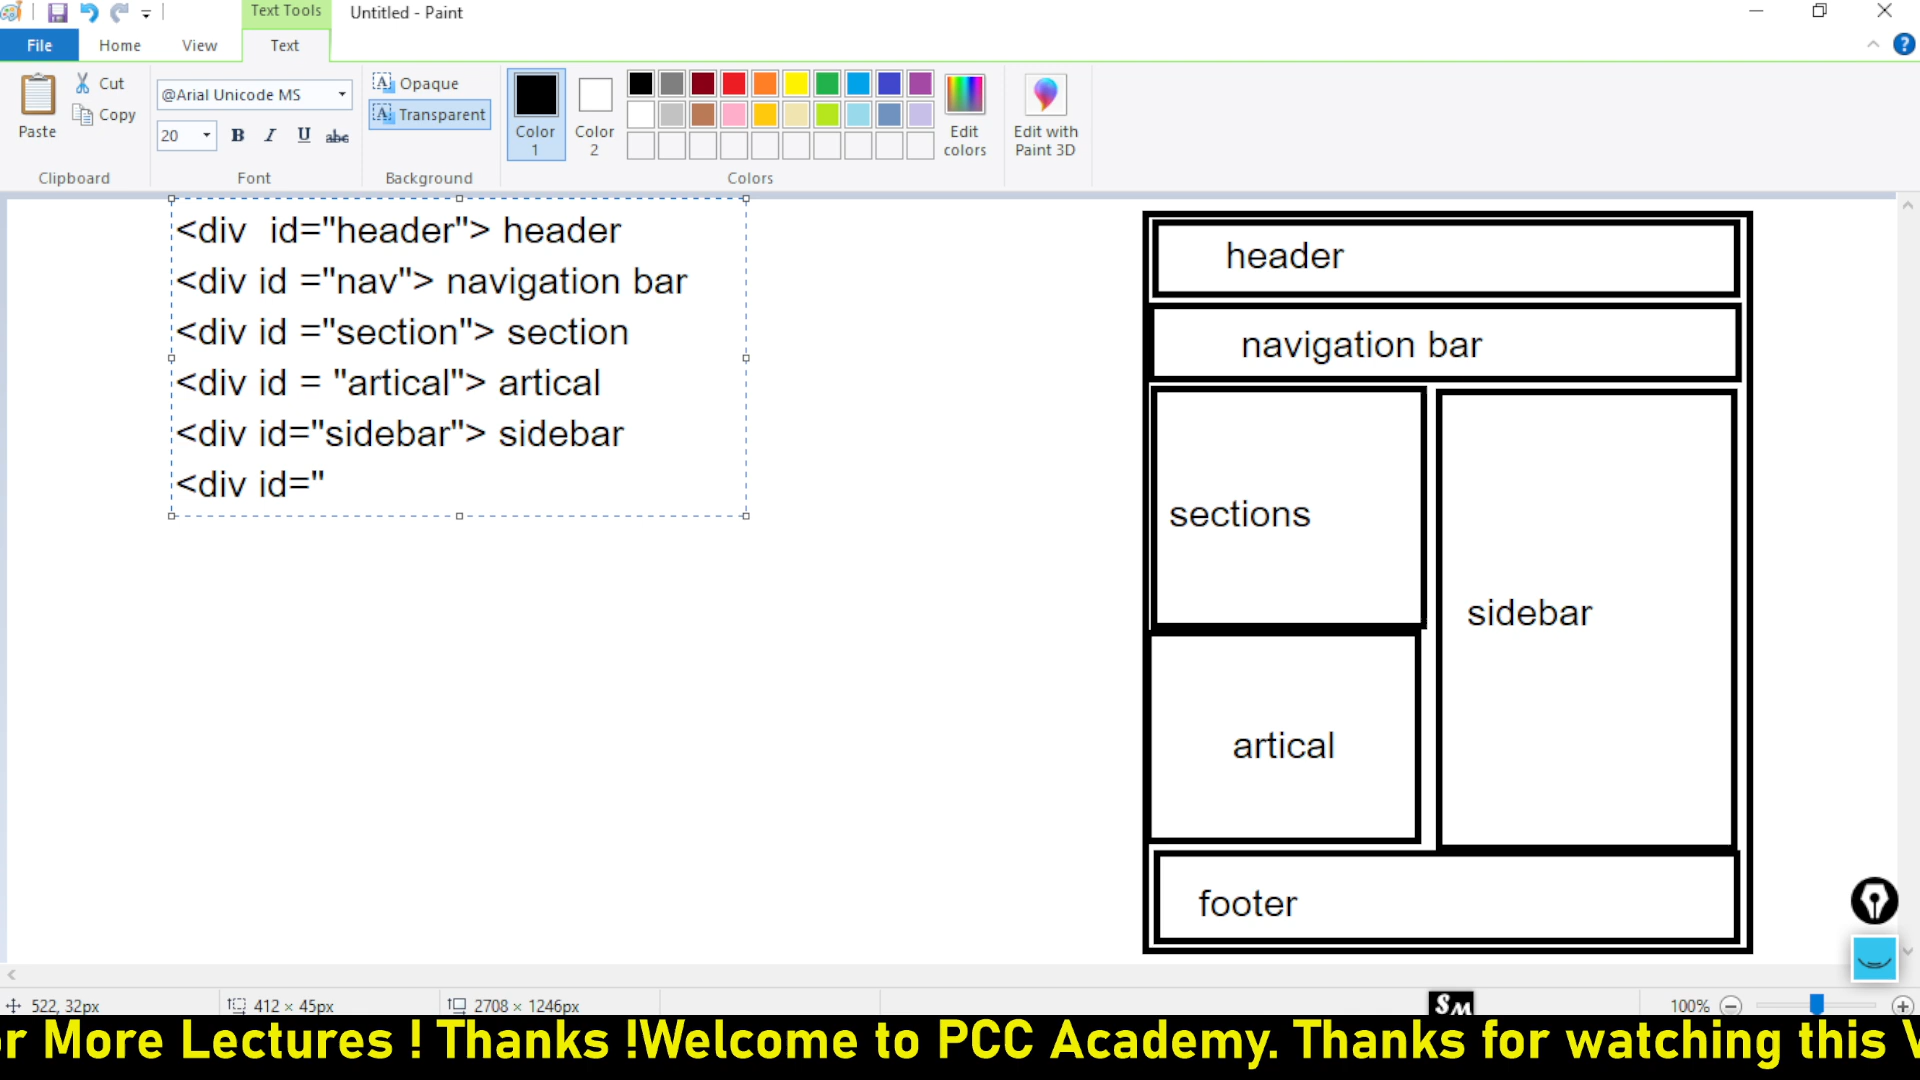 Text Tools
Untitled - Paint
File
Home
View
Text
Paste
Cut
Copy
Clipboard
@Arial Unicode MS
20
B I U abc
Font
Opaque
Transparent
Background
Color 1
Color 2
Edit colors
Colors
Edit with Paint 3D
<div  id="header"> header
<div id ="nav"> navigation bar
<div id ="section"> section
<div id = "artical"> artical
<div id="sidebar"> sidebar
<div id="
header
navigation bar
sections
sidebar
artical
footer
522, 32px
412 × 45px
2708 × 1246px
SM
100%
or More Lectures ! Thanks !Welcome to PCC Academy. Thanks for watching this V